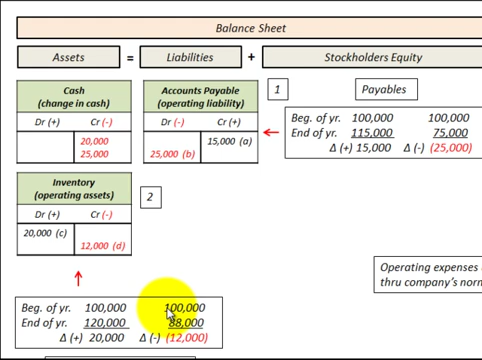 Balance Sheet
Assets = Liabilities + Stockholders Equity
Cash
(change in cash)
Dr (+) Cr (-)
20,000
25,000
Accounts Payable
(operating liability)
Dr (-) Cr (+)
15,000 (a)
25,000 (b)
1
Payables
Beg. of yr. 100,000 100,000
End of yr. 115,000 75,000
Δ (+) 15,000 Δ (-) (25,000)
Inventory
(operating assets)
Dr (+) Cr (-)
20,000 (c)
12,000 (d)
2
Operating expenses
thru company's norn
Beg. of yr. 100,000 100,000
End of yr. 120,000 88,000
Δ (+) 20,000 Δ (-) (12,000)